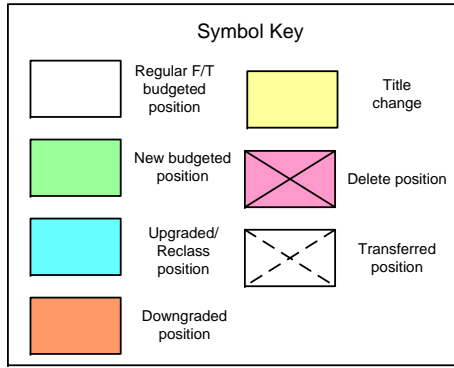 Symbol Key
Regular F/T
budgeted
position
New budgeted
position
Upgraded/
Reclass
position
Downgraded
position
Title
change
Delete position
Transferred
position